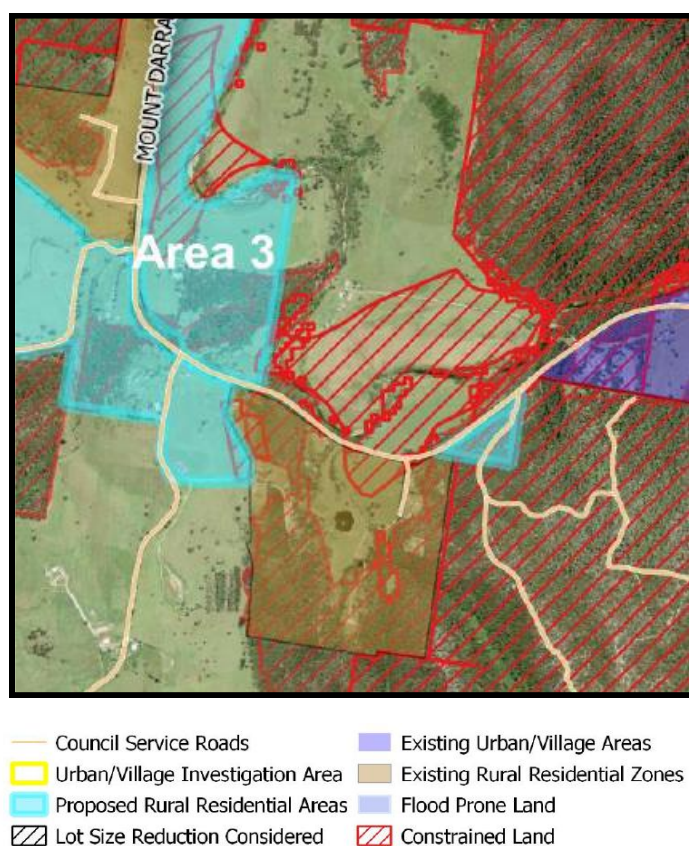 MOUNT DARRA
Area 3
Council Service Roads
Existing Urban/Village Areas
Urban/Village Investigation Area
Existing Rural Residential Zones
Proposed Rural Residential Areas
Flood Prone Land
Lot Size Reduction Considered
Constrained Land